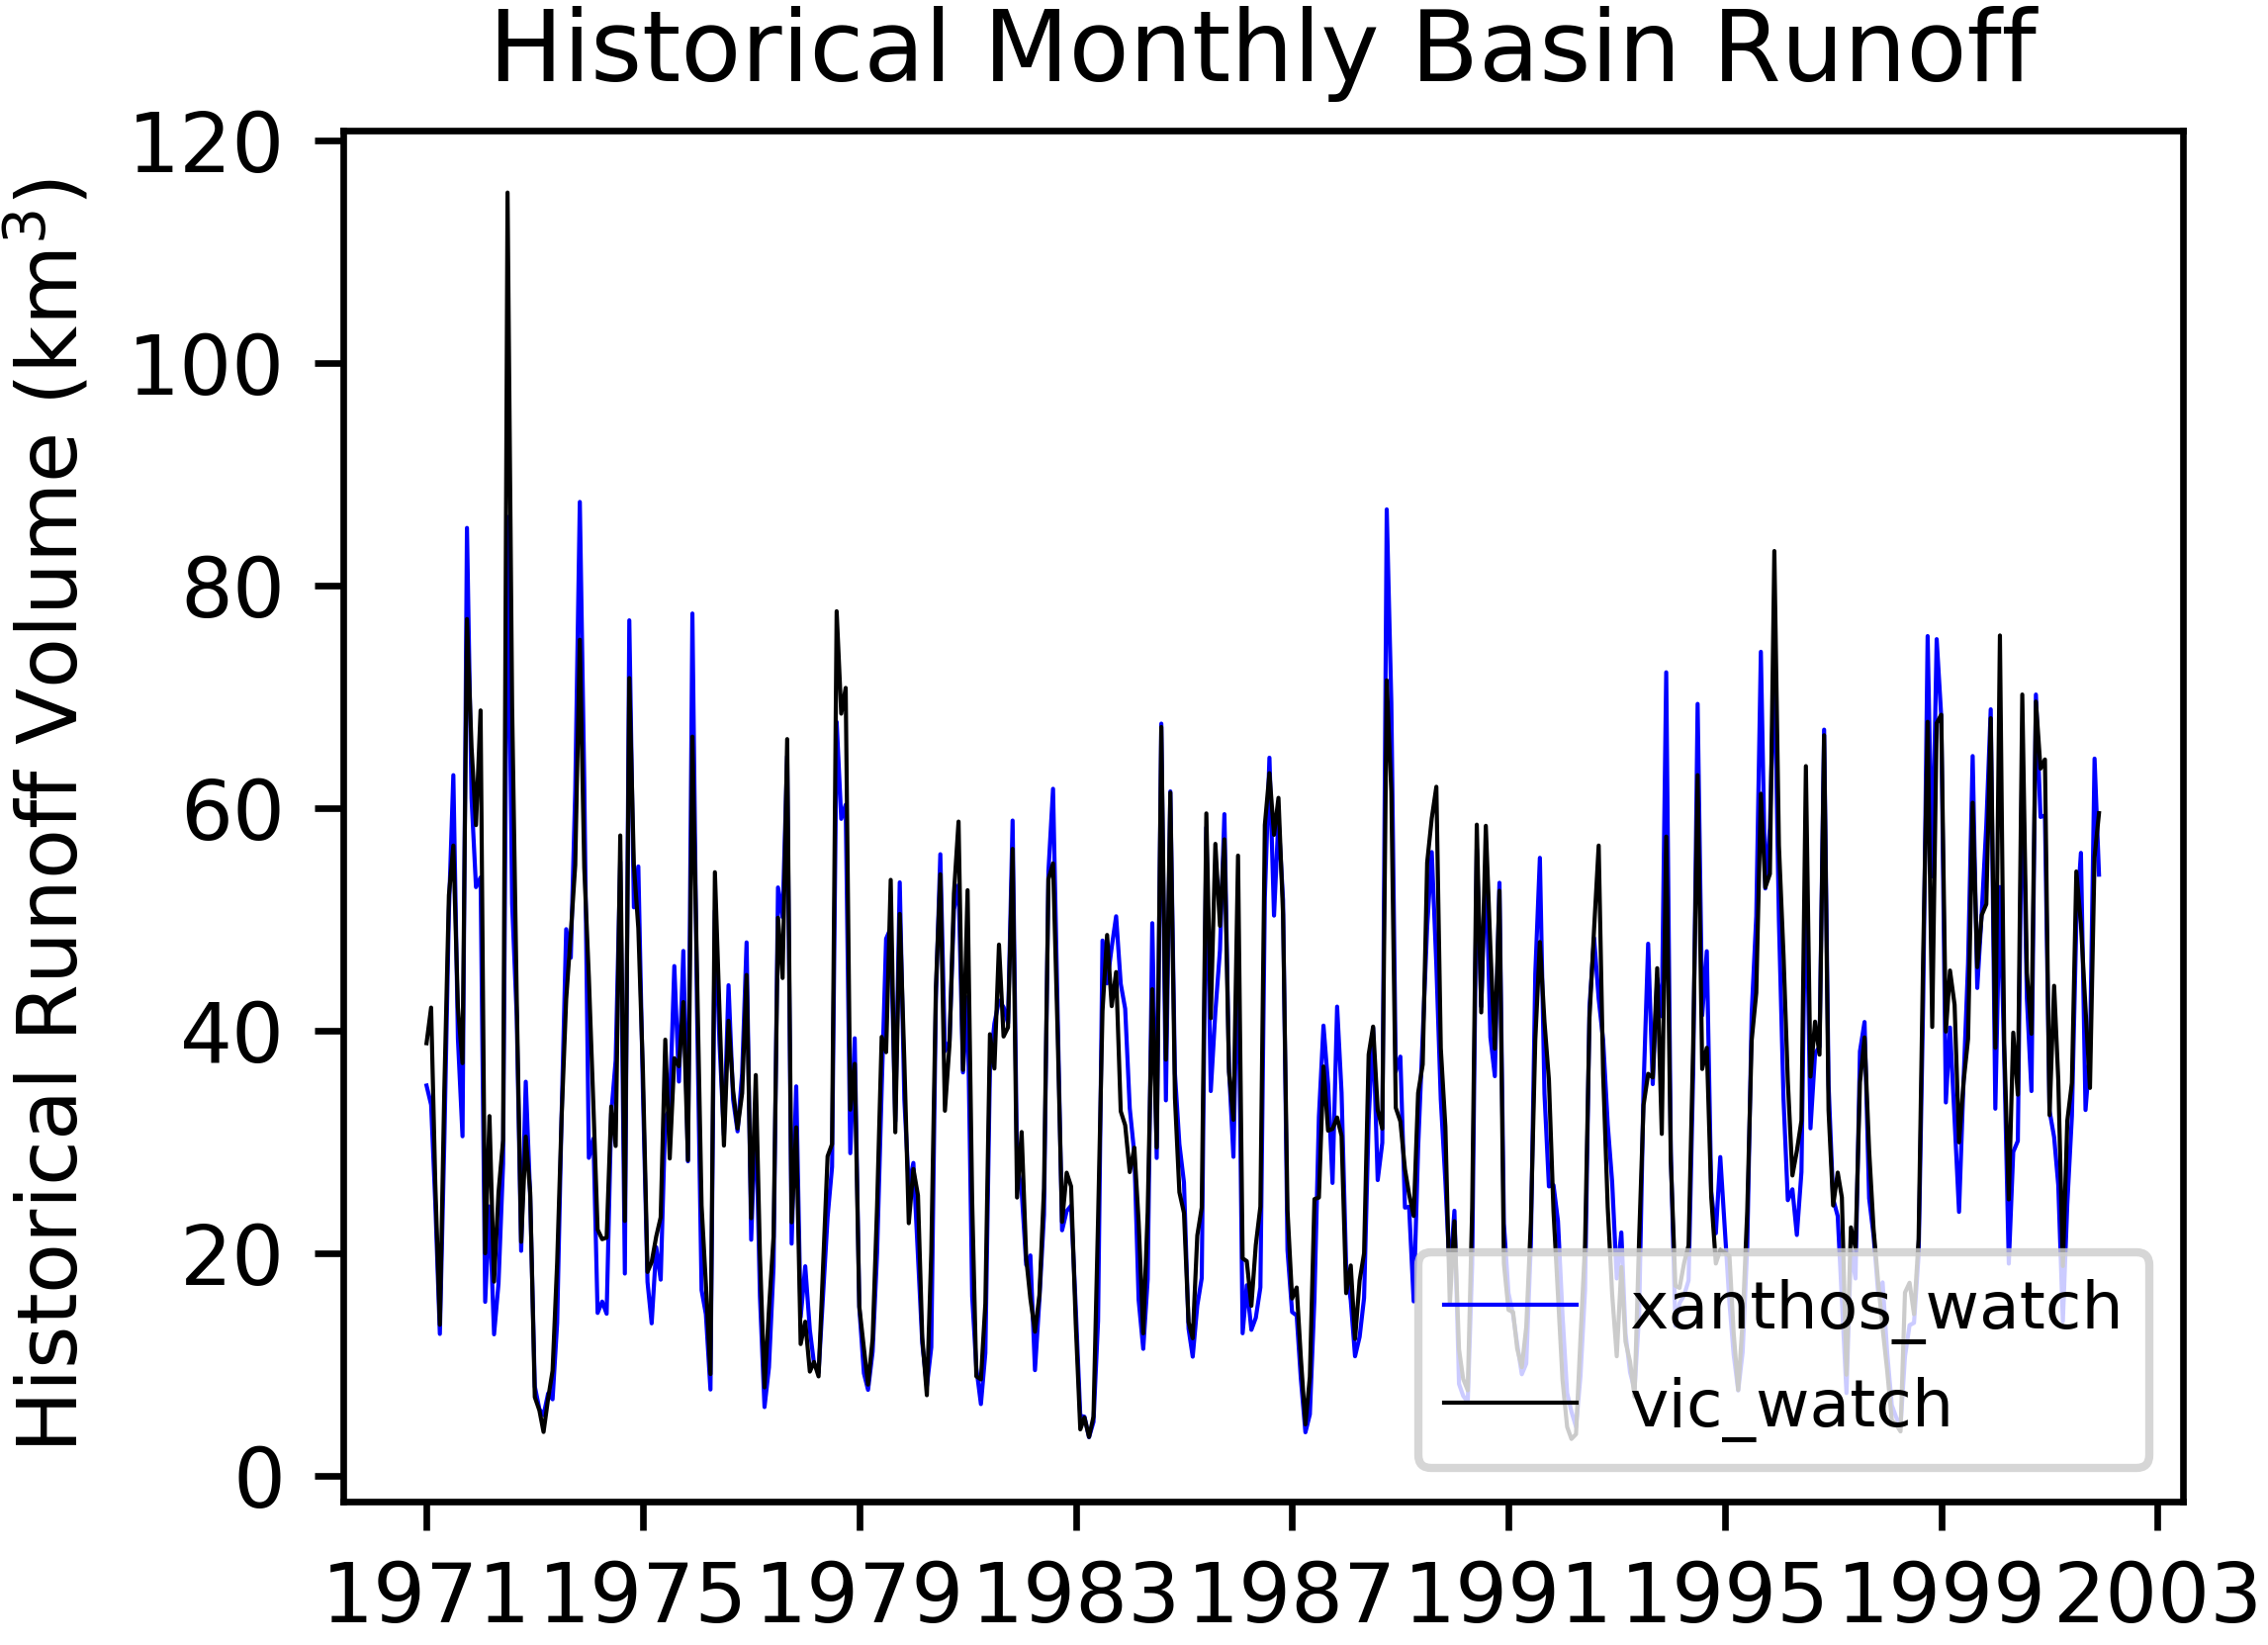 Historical Monthly Basin Runoff
Historical Runoff Volume (km³)
120
100
80
60
40
20
0
1971 1975 1979 1983 1987 1991 1995 1999 2003
xanthos_watch
vic_watch